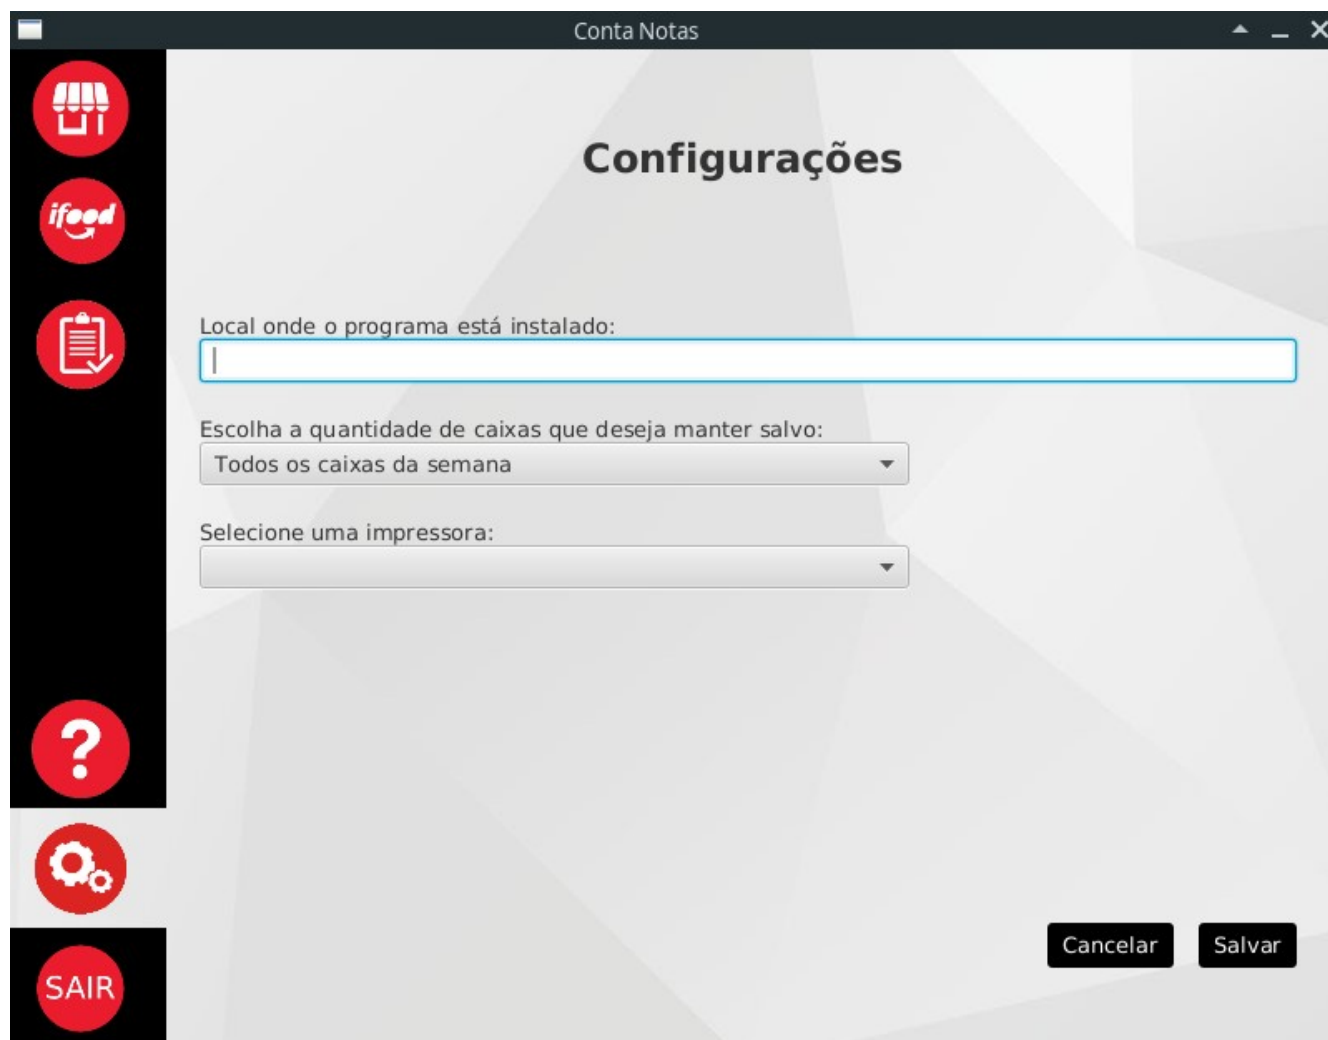 Conta Notas
ifood
Configurações
Local onde o programa está instalado:
Escolha a quantidade de caixas que deseja manter salvo:
Todos os caixas da semana
Selecione uma impressora:
?
Cancelar
Salvar
SAIR